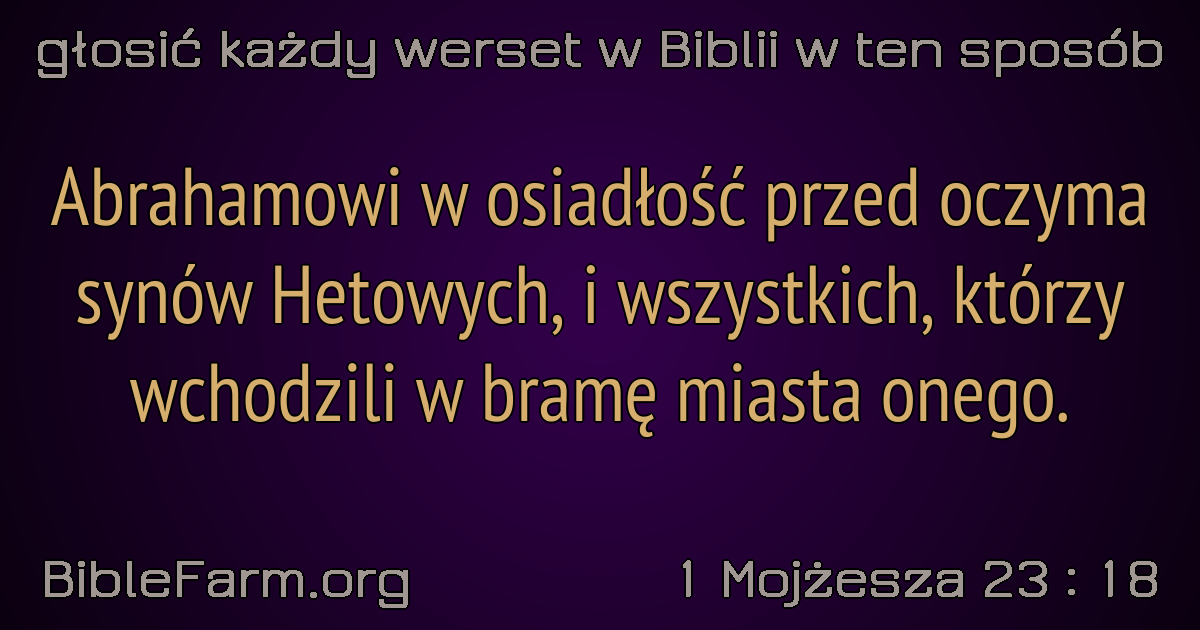 głosić każdy werset w Biblii w ten sposób
Abrahamowi w osiadłość przed oczyma
synów Hetowych, i wszystkich, którzy
wchodzili w bramę miasta onego.
BibleFarm.org
1 Mojżesza 23 : 18